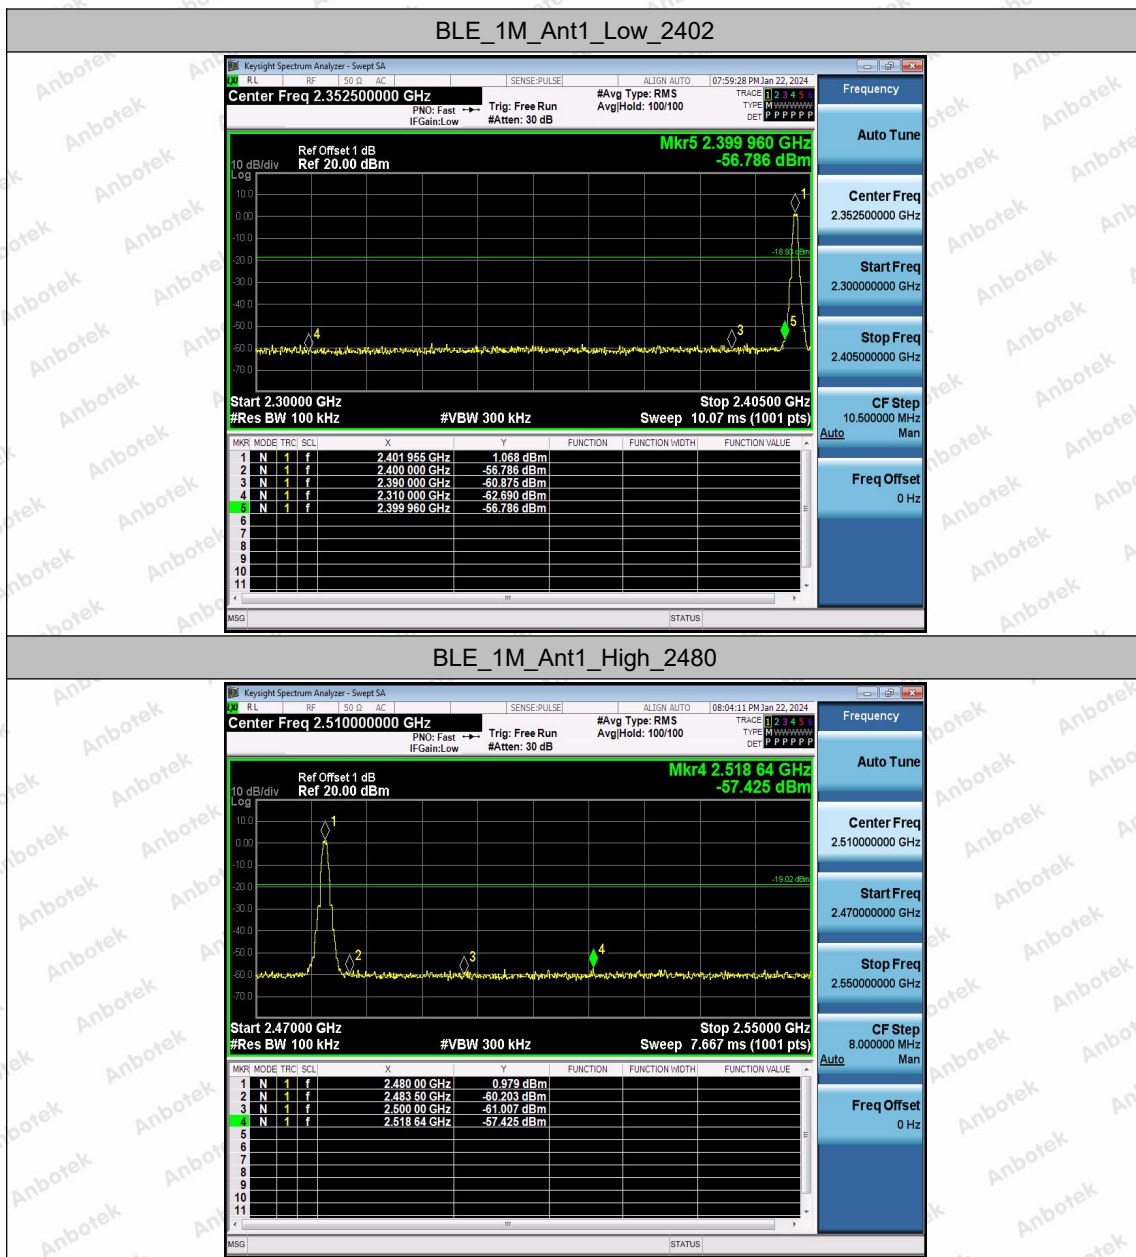 BLE_1M_Ant1_Low_2402
Keysight Spectrum Analyzer - Swept SA
RL RF 50 Ω AC SENSE:PULSE ALIGN AUTO 07:59:28 PM Jan 22, 2024
Center Freq 2.352500000 GHz
PNO: Fast
IFGain:Low
Trig: Free Run
#Atten: 30 dB
#Avg Type: RMS
Avg|Hold: 100/100
TRACE 1 2 3 4 5 6
TYPE M W W W W W
DET P P P P P P
Frequency
Auto Tune
Center Freq
2.352500000 GHz
Start Freq
2.300000000 GHz
Stop Freq
2.405000000 GHz
CF Step
10.500000 MHz
Auto Man
Freq Offset
0 Hz
Mkr5 2.399 960 GHz
-56.786 dBm
Ref Offset 1 dB
10 dB/div Ref 20.00 dBm
Log
10.0
0.00
-10.0
-20.0
-30.0
-40.0
-50.0
-60.0
-70.0
-18.93 dBm
1
3
4
5
Start 2.30000 GHz Stop 2.40500 GHz
#Res BW 100 kHz #VBW 300 kHz Sweep 10.07 ms (1001 pts)
MKR MODE TRC SCL X Y FUNCTION FUNCTION WIDTH FUNCTION VALUE
1 N 1 f 2.401 955 GHz 1.068 dBm
2 N 1 f 2.400 000 GHz -56.786 dBm
3 N 1 f 2.390 000 GHz -60.875 dBm
4 N 1 f 2.310 000 GHz -62.690 dBm
5 N 1 f 2.399 960 GHz -56.786 dBm
6
7
8
9
10
11
MSG STATUS
BLE_1M_Ant1_High_2480
Keysight Spectrum Analyzer - Swept SA
RL RF 50 Ω AC SENSE:PULSE ALIGN AUTO 08:04:11 PM Jan 22, 2024
Center Freq 2.510000000 GHz
PNO: Fast
IFGain:Low
Trig: Free Run
#Atten: 30 dB
#Avg Type: RMS
Avg|Hold: 100/100
TRACE 1 2 3 4 5 6
TYPE M W W W W W
DET P P P P P P
Frequency
Auto Tune
Center Freq
2.510000000 GHz
Start Freq
2.470000000 GHz
Stop Freq
2.550000000 GHz
CF Step
8.000000 MHz
Auto Man
Freq Offset
0 Hz
Mkr4 2.518 64 GHz
-57.425 dBm
Ref Offset 1 dB
10 dB/div Ref 20.00 dBm
Log
10.0
0.00
-10.0
-20.0
-30.0
-40.0
-50.0
-60.0
-70.0
-19.02 dBm
1
2
3
4
Start 2.47000 GHz Stop 2.55000 GHz
#Res BW 100 kHz #VBW 300 kHz Sweep 7.667 ms (1001 pts)
MKR MODE TRC SCL X Y FUNCTION FUNCTION WIDTH FUNCTION VALUE
1 N 1 f 2.480 00 GHz 0.979 dBm
2 N 1 f 2.483 50 GHz -60.203 dBm
3 N 1 f 2.500 00 GHz -61.007 dBm
4 N 1 f 2.518 64 GHz -57.425 dBm
5
6
7
8
9
10
11
MSG STATUS
Anbotek